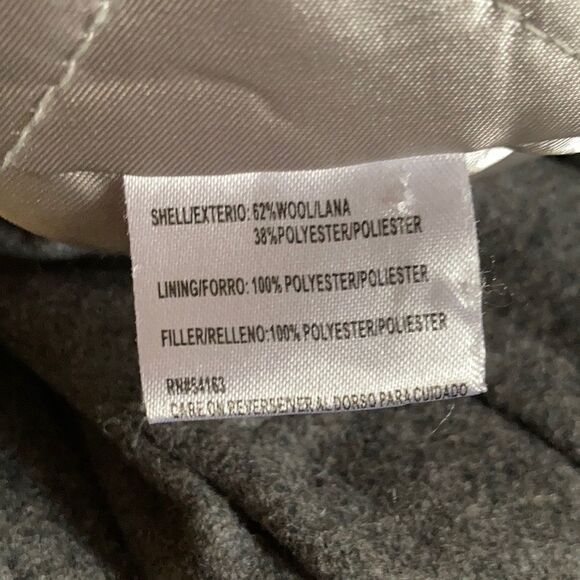 SHELL/EXTERIO: 62%WOOL/LANA
38%POLYESTER/POLIESTER
LINING/FORRO: 100% POLYESTER/POLIESTER
FILLER/RELLENO:100% POLYESTER/POLIESTER
RN#54163
CARE ON REVERSE/VER AL DORSO PARA CUIDADO